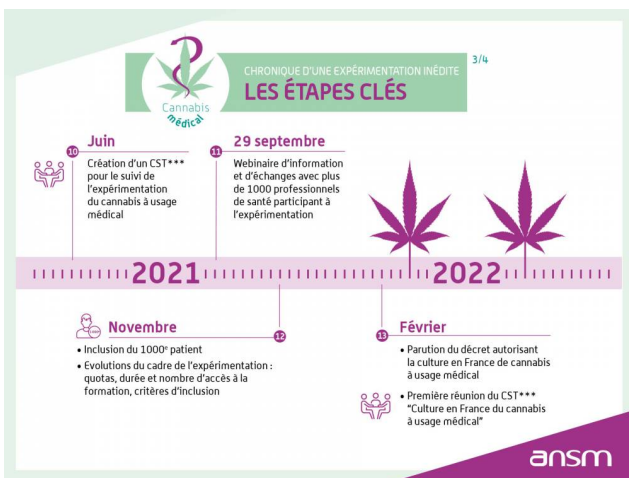 3/4
CHRONIQUE D'UNE EXPÉRIMENTATION INÉDITE
LES ÉTAPES CLÉS
Cannabis
médical
10
Juin
Création d'un CST***
pour le suivi de
l'expérimentation
du cannabis à usage
médical
11
29 septembre
Webinaire d'information
et d'échanges avec plus
de 1000 professionnels
de santé participant à
l'expérimentation
2021
2022
Novembre
12
• Inclusion du 1000e patient
• Evolutions du cadre de l'expérimentation :
quotas, durée et nombre d'accès à la
formation, critères d'inclusion
13
Février
• Parution du décret autorisant
la culture en France de cannabis
à usage médical
• Première réunion du CST***
"Culture en France du cannabis
à usage médical"
ansm